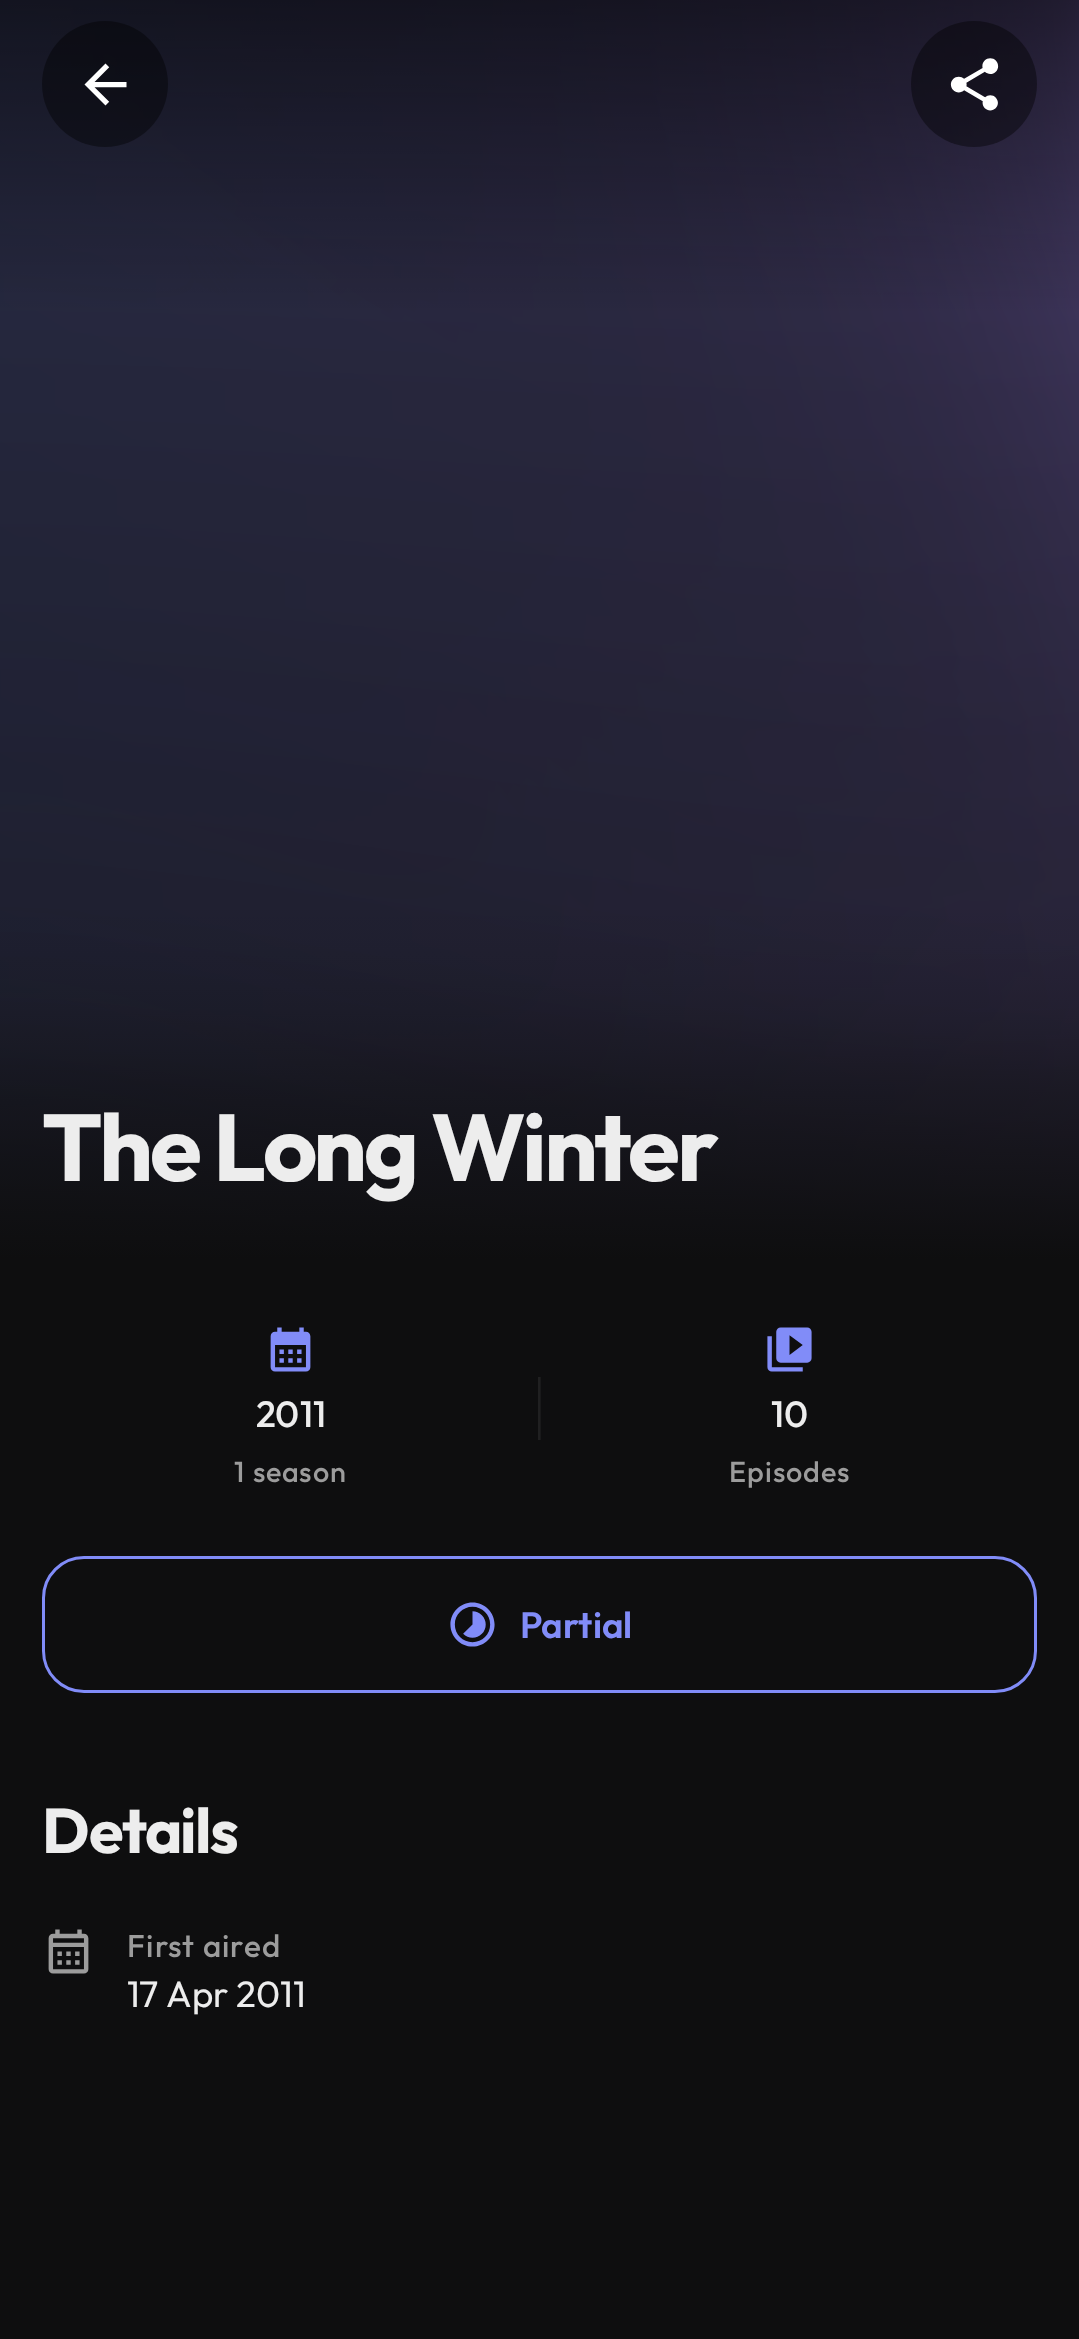 The Long Winter
2011
1 season
10
Episodes
Partial
Details
First aired
17 Apr 2011